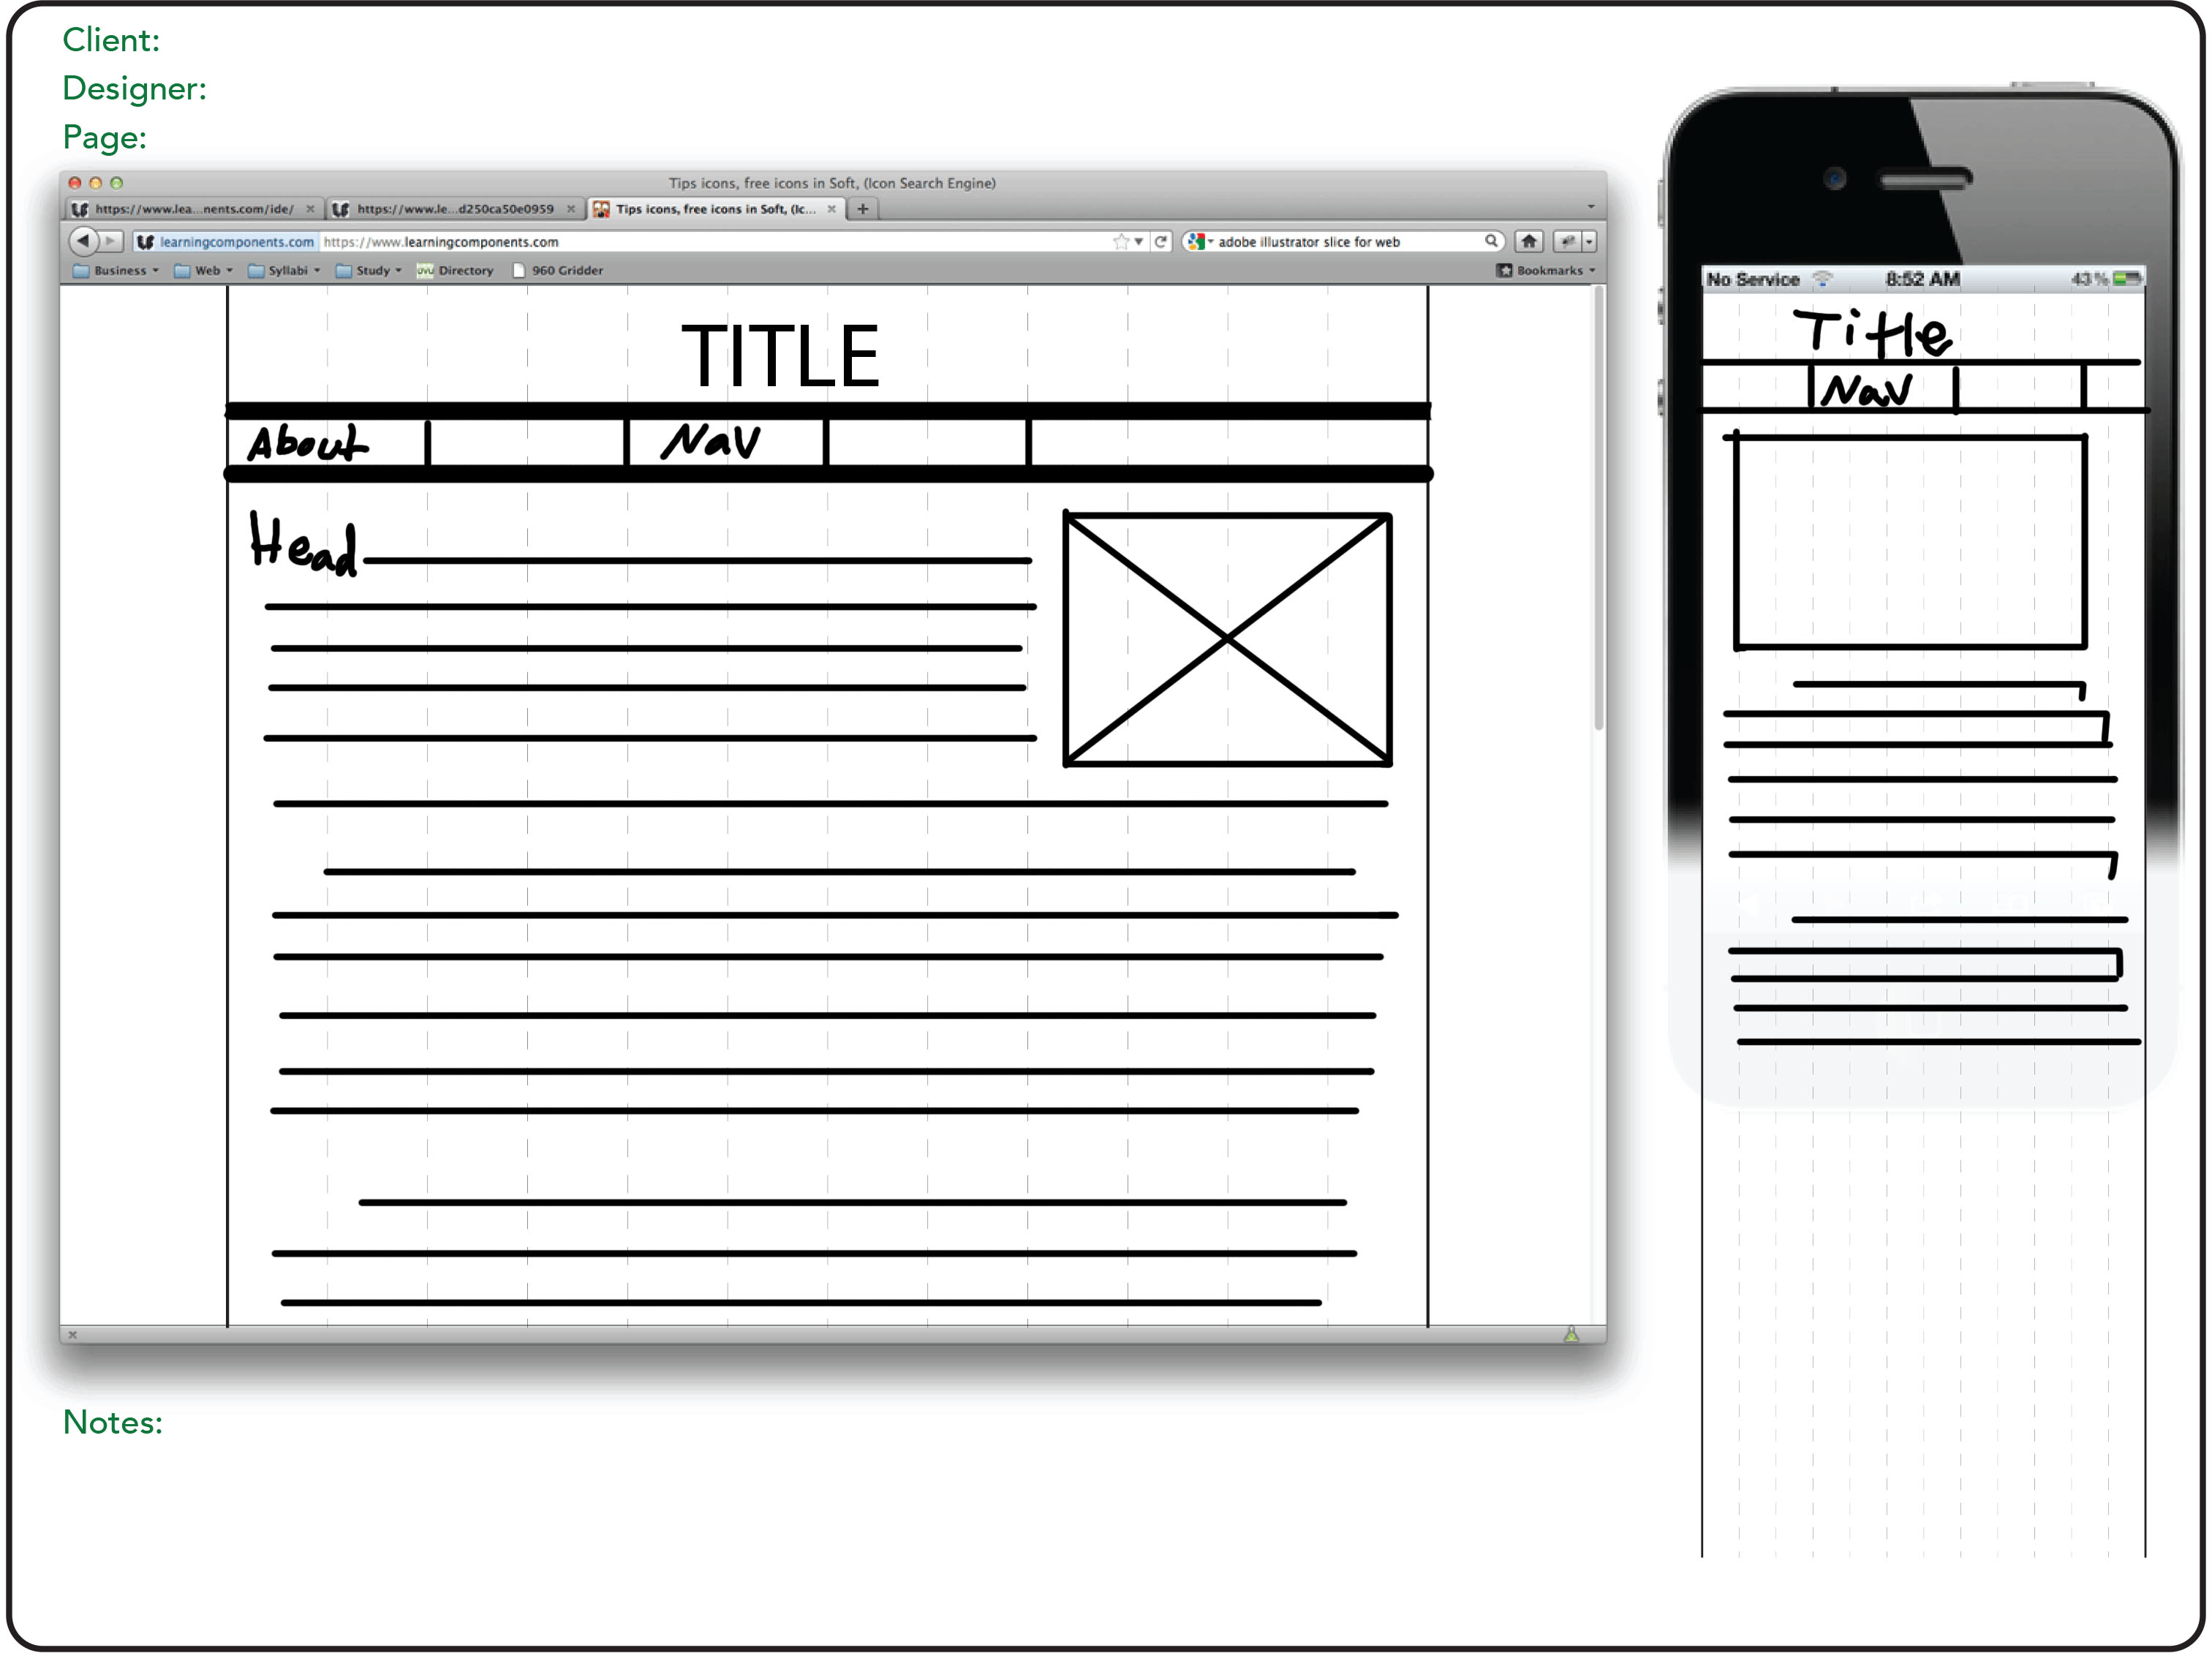 Client:
Designer:
Page:
Tips icons, free icons in Soft, (Icon Search Engine)
https://www.lea...nents.com/ide/ https://www.le...d250ca50e0959 Tips icons, free icons in Soft, (Ic...
learningcomponents.com https://www.learningcomponents.com adobe illustrator slice for web
Business Web Syllabi Study uvu Directory 960 Gridder Bookmarks
TITLE
About Nav
Head
No Service 8:52 AM 43%
Title
Nav
Notes: